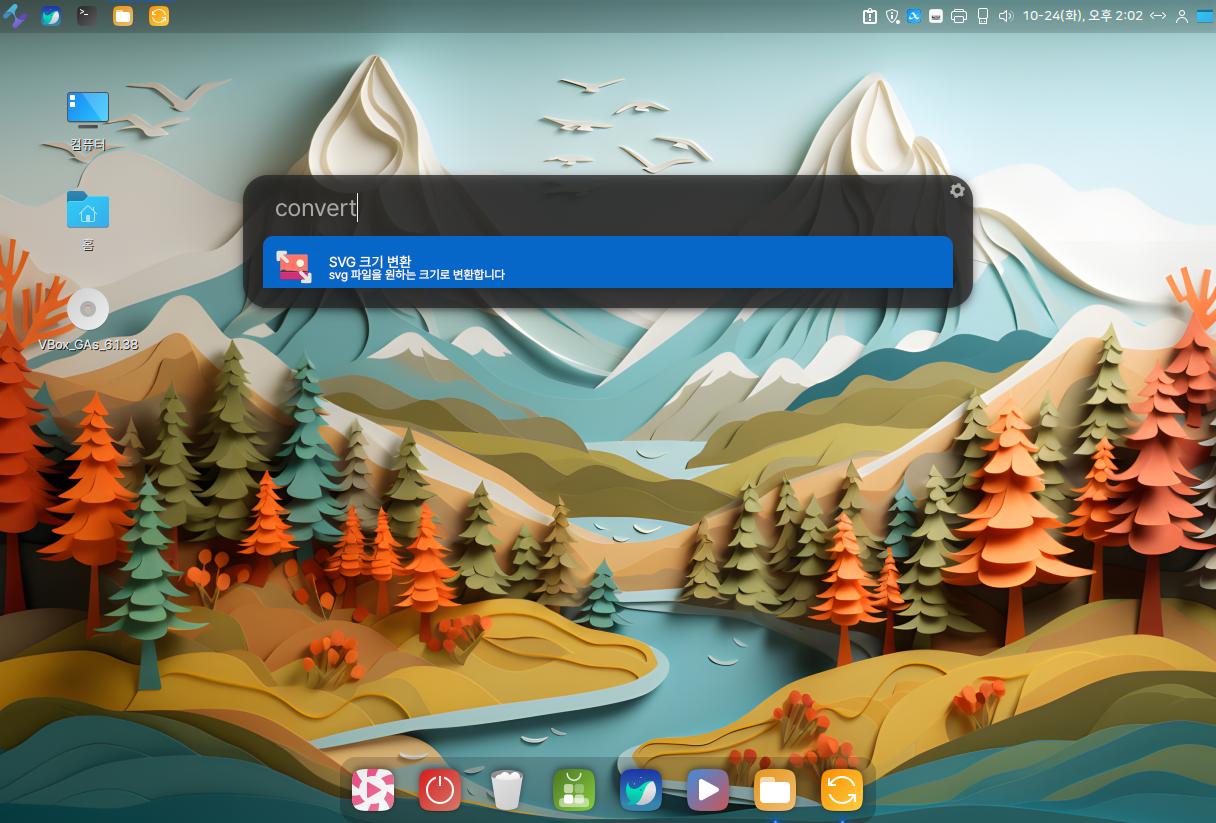 10-24(화), 오후 2:02
컴퓨터
convert
SVG 크기 변환
svg 파일을 원하는 크기로 변환합니다
홈
VBox_GAs_6.1.38